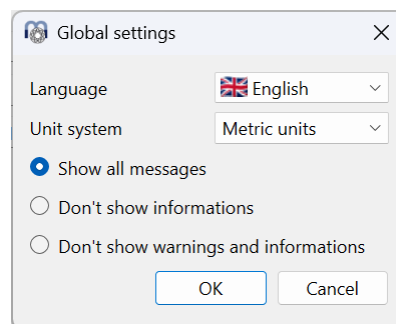 Global settings
Language English
Unit system Metric units
Show all messages
Don't show informations
Don't show warnings and informations
OK Cancel